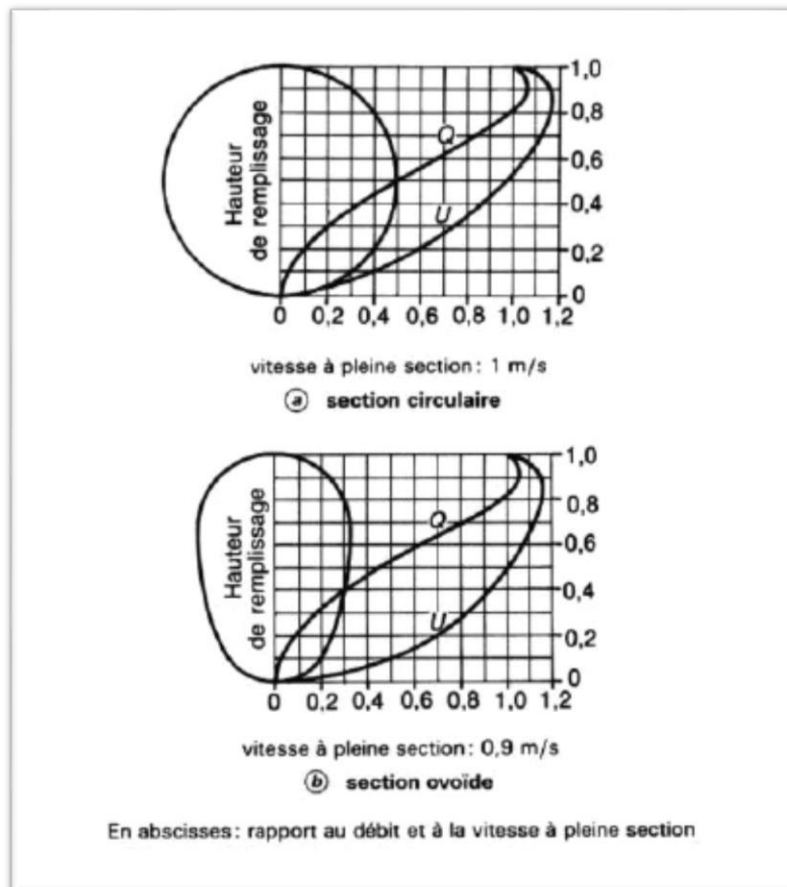 Hauteur
de remplissage
Q
U
1,0
0,8
0,6
0,4
0,2
0
0 0,2 0,4 0,6 0,8 1,0 1,2
vitesse à pleine section : 1 m/s
a section circulaire
Hauteur
de remplissage
Q
U
1,0
0,8
0,6
0,4
0,2
0
0 0,2 0,4 0,6 0,8 1,0 1,2
vitesse à pleine section : 0,9 m/s
b section ovoïde
En abscisses : rapport au débit et à la vitesse à pleine section